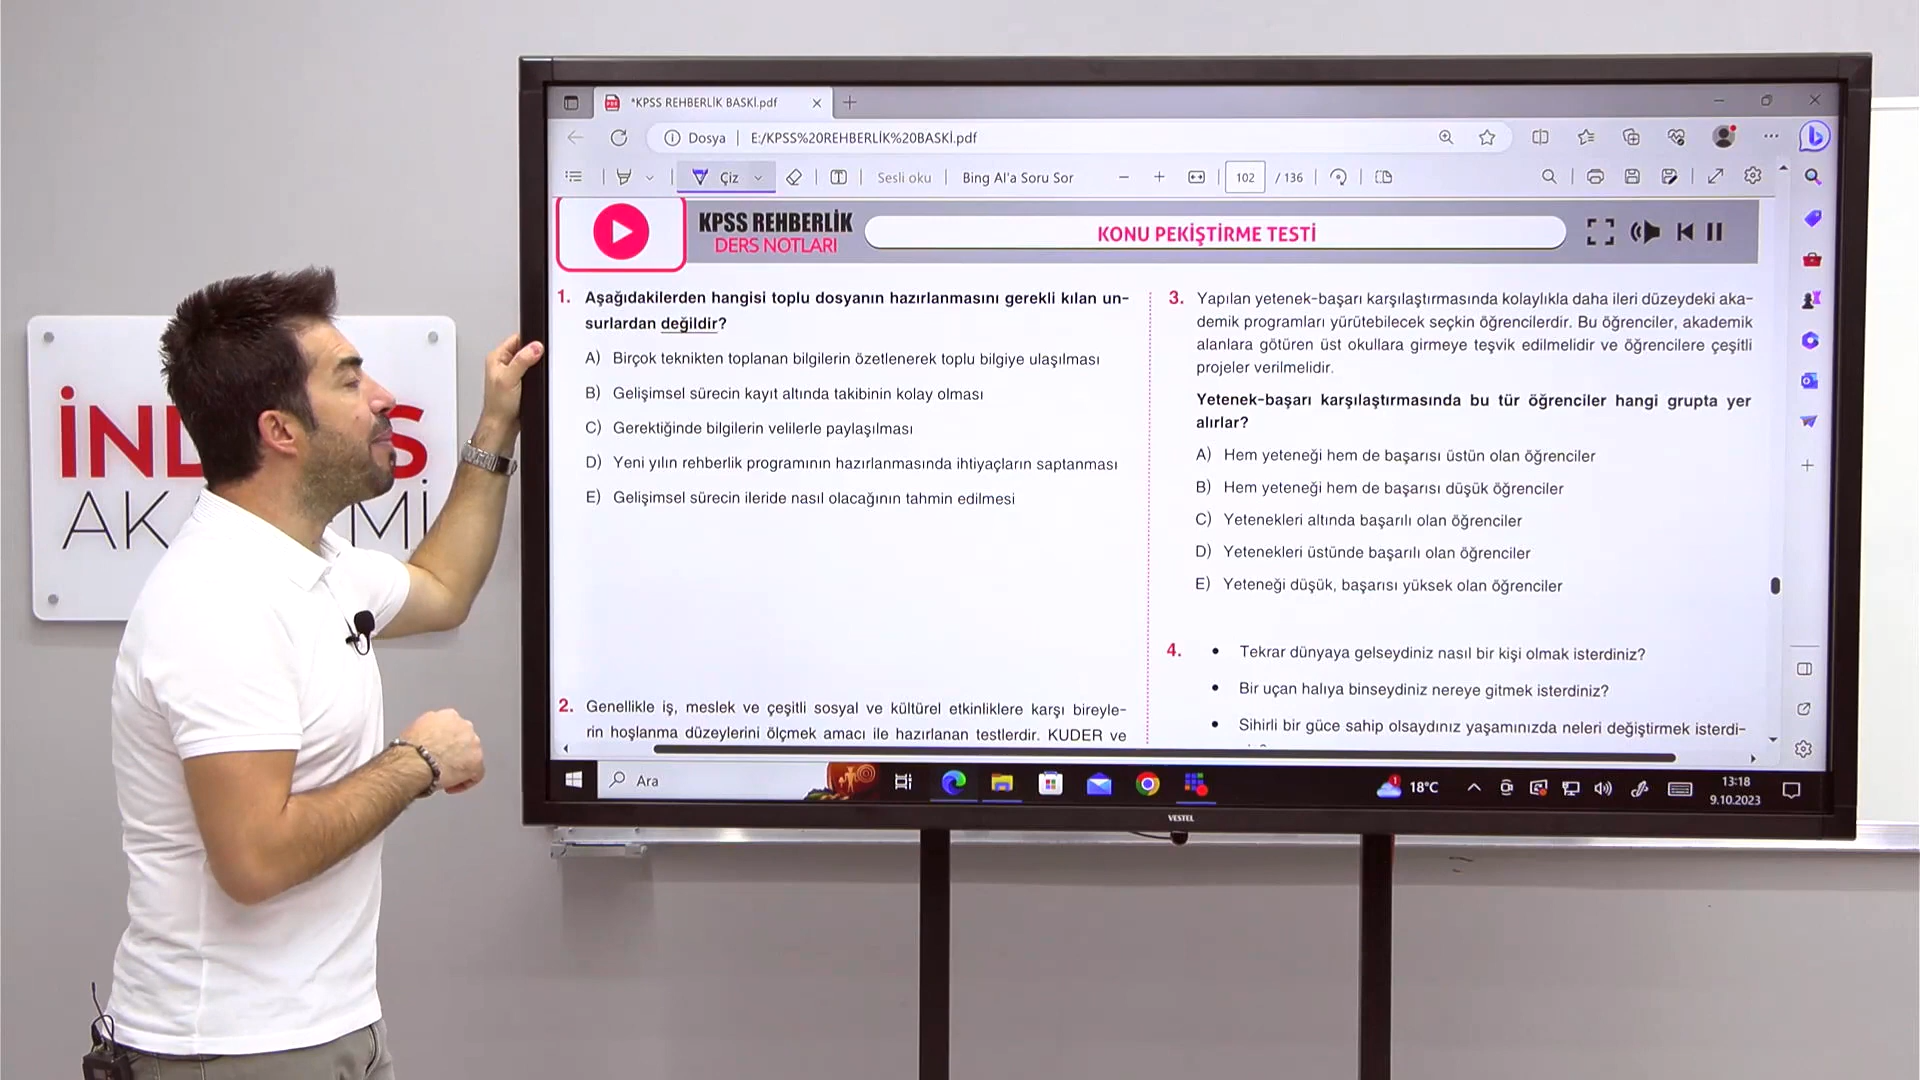 *KPSS REHBERLİK BASKİ.pdf
Dosya
E:/KPSS%20REHBERLİK%20BASKİ.pdf
Çiz
Sesli oku
Bing AI'a Soru Sor
102
/ 136
KPSS REHBERLİK
DERS NOTLARI
KONU PEKİŞTİRME TESTİ
1. Aşağıdakilerden hangisi toplu dosyanın hazırlanmasını gerekli kılan un-
surlardan değildir?
A) Birçok teknikten toplanan bilgilerin özetlenerek toplu bilgiye ulaşılması
B) Gelişimsel sürecin kayıt altında takibinin kolay olması
C) Gerektiğinde bilgilerin velilerle paylaşılması
D) Yeni yılın rehberlik programının hazırlanmasında ihtiyaçların saptanması
E) Gelişimsel sürecin ileride nasıl olacağının tahmin edilmesi
2. Genellikle iş, meslek ve çeşitli sosyal ve kültürel etkinliklere karşı bireyle-
rin hoşlanma düzeylerini ölçmek amacı ile hazırlanan testlerdir. KUDER ve
3. Yapılan yetenek-başarı karşılaştırmasında kolaylıkla daha ileri düzeydeki aka-
demik programları yürütebilecek seçkin öğrencilerdir. Bu öğrenciler, akademik
alanlara götüren üst okullara girmeye teşvik edilmelidir ve öğrencilere çeşitli
projeler verilmelidir.
Yetenek-başarı karşılaştırmasında bu tür öğrenciler hangi grupta yer
alırlar?
A) Hem yeteneği hem de başarısı üstün olan öğrenciler
B) Hem yeteneği hem de başarısı düşük öğrenciler
C) Yetenekleri altında başarılı olan öğrenciler
D) Yetenekleri üstünde başarılı olan öğrenciler
E) Yeteneği düşük, başarısı yüksek olan öğrenciler
4. • Tekrar dünyaya gelseydiniz nasıl bir kişi olmak isterdiniz?
• Bir uçan halıya binseydiniz nereye gitmek isterdiniz?
• Sihirli bir güce sahip olsaydınız yaşamınızda neleri değiştirmek isterdi-
Ara
1
18°C
13:18
9.10.2023
VESTEL